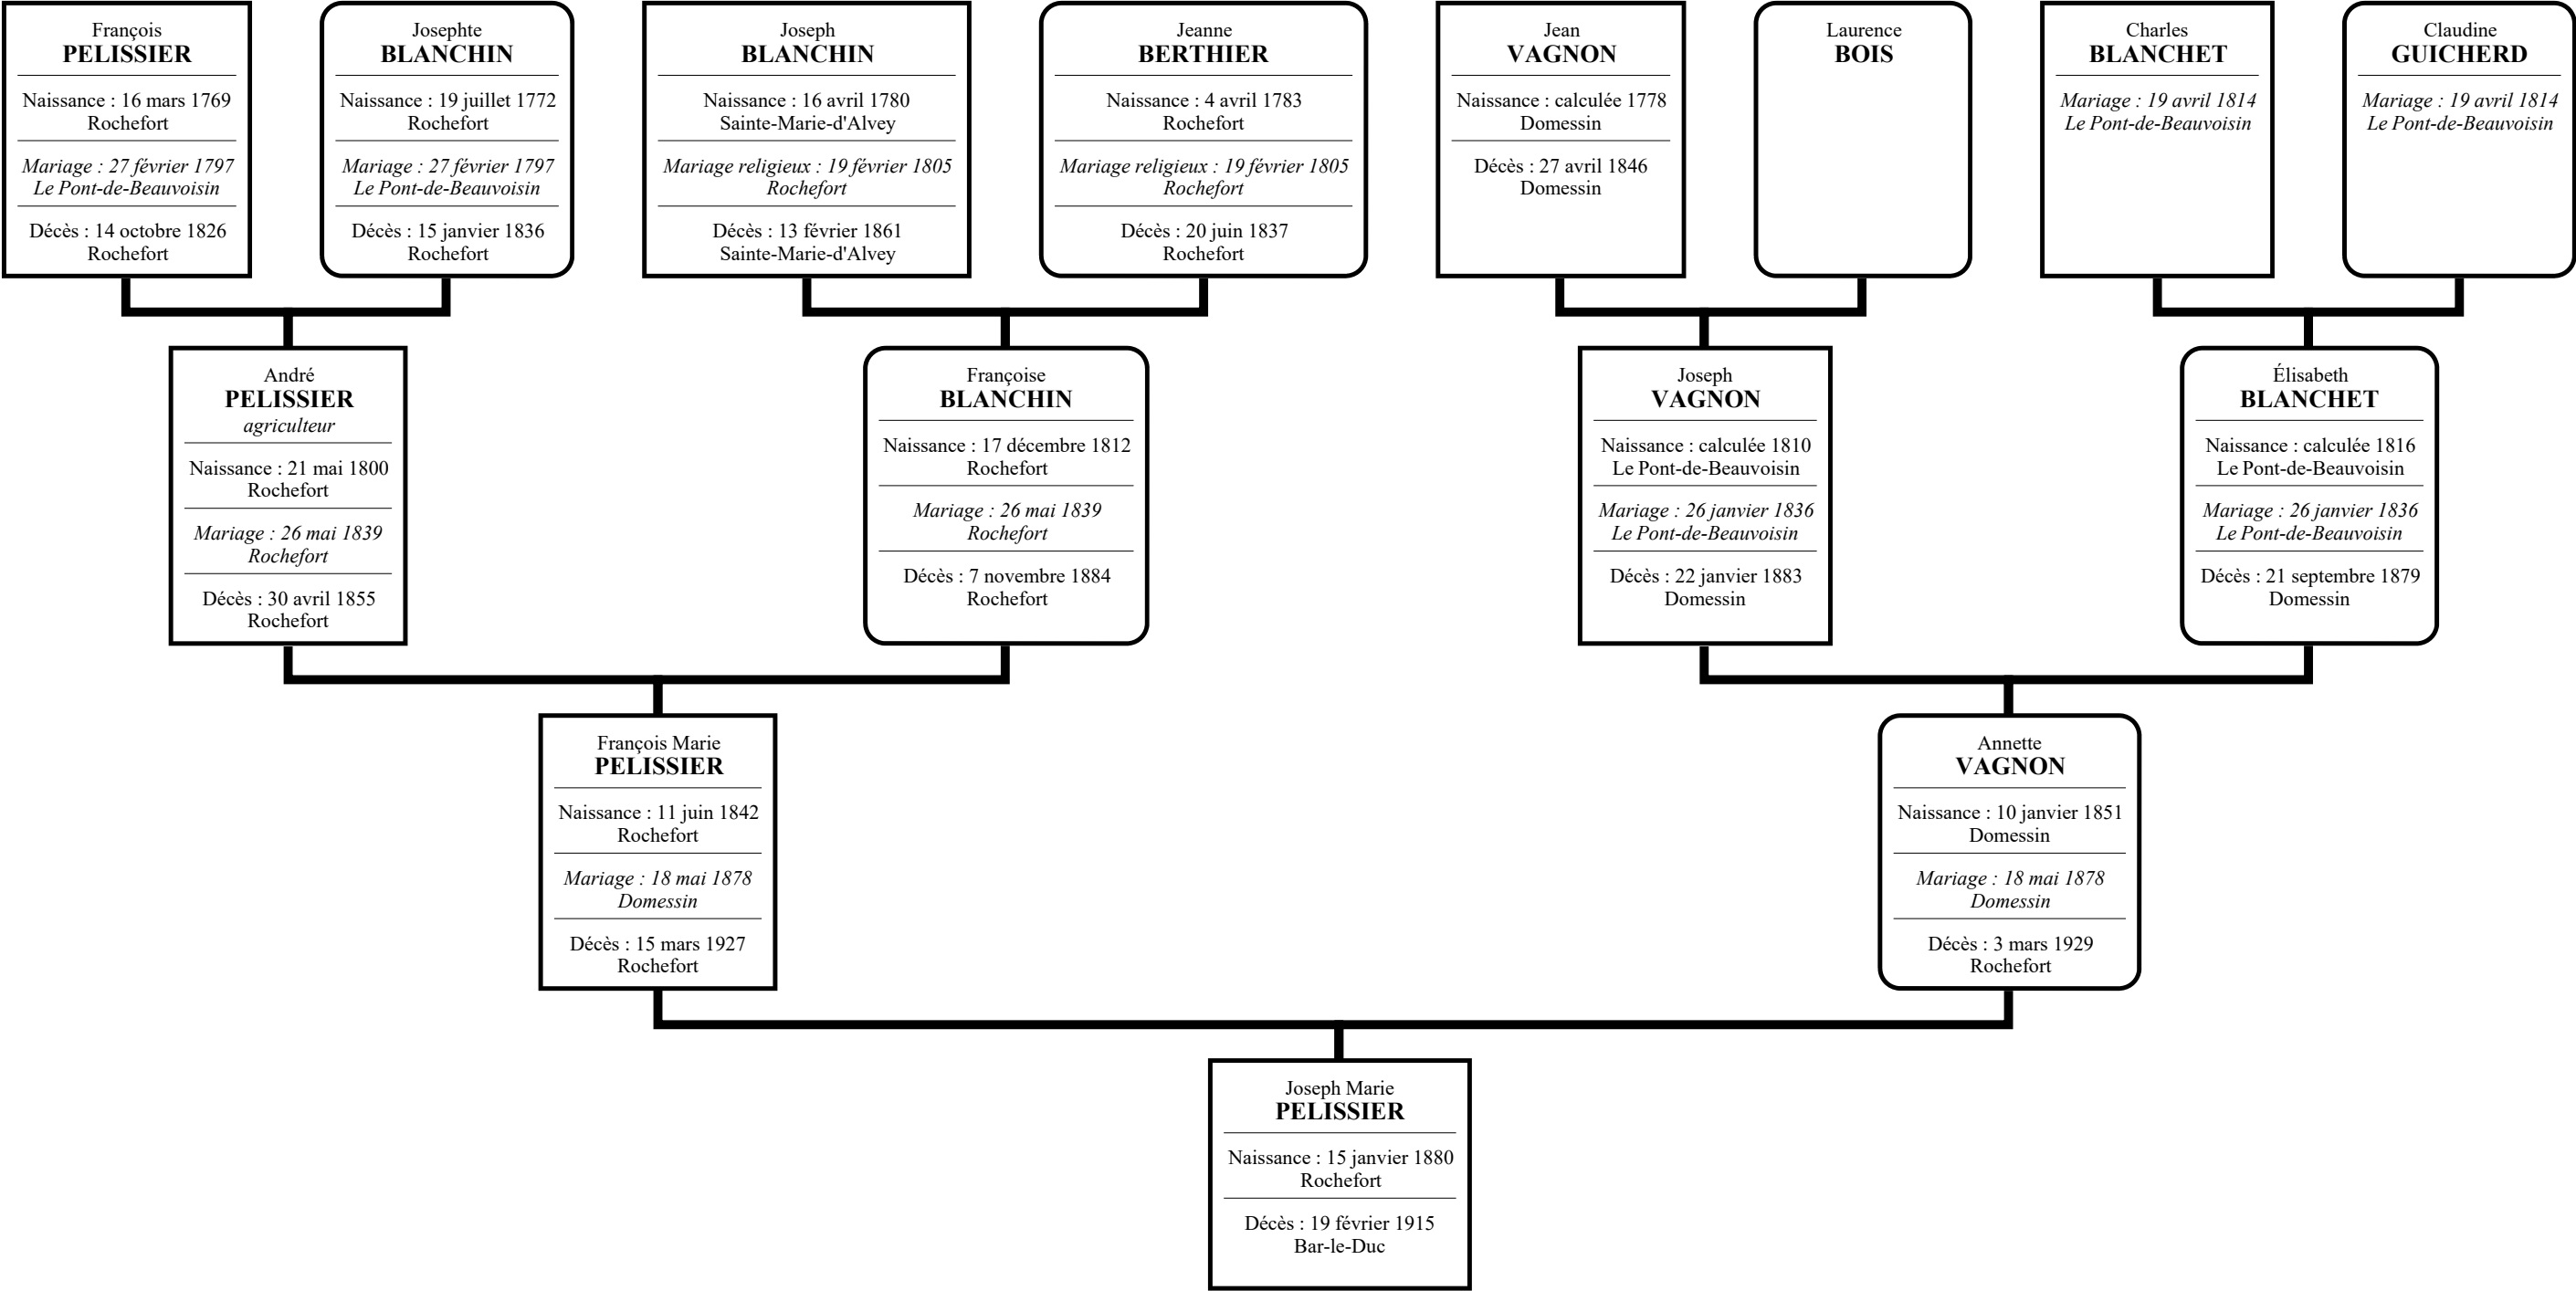 François
PELISSIER
Naissance : 16 mars 1769
Rochefort
Mariage : 27 février 1797
Le Pont-de-Beauvoisin
Décès : 14 octobre 1826
Rochefort
Josephte
BLANCHIN
Naissance : 19 juillet 1772
Rochefort
Mariage : 27 février 1797
Le Pont-de-Beauvoisin
Décès : 15 janvier 1836
Rochefort
Joseph
BLANCHIN
Naissance : 16 avril 1780
Sainte-Marie-d'Alvey
Mariage religieux : 19 février 1805
Rochefort
Décès : 13 février 1861
Sainte-Marie-d'Alvey
Jeanne
BERTHIER
Naissance : 4 avril 1783
Rochefort
Mariage religieux : 19 février 1805
Rochefort
Décès : 20 juin 1837
Rochefort
Jean
VAGNON
Naissance : calculée 1778
Domessin
Décès : 27 avril 1846
Domessin
Laurence
BOIS
Charles
BLANCHET
Mariage : 19 avril 1814
Le Pont-de-Beauvoisin
Claudine
GUICHERD
Mariage : 19 avril 1814
Le Pont-de-Beauvoisin
André
PELISSIER
agriculteur
Naissance : 21 mai 1800
Rochefort
Mariage : 26 mai 1839
Rochefort
Décès : 30 avril 1855
Rochefort
Françoise
BLANCHIN
Naissance : 17 décembre 1812
Rochefort
Mariage : 26 mai 1839
Rochefort
Décès : 7 novembre 1884
Rochefort
Joseph
VAGNON
Naissance : calculée 1810
Le Pont-de-Beauvoisin
Mariage : 26 janvier 1836
Le Pont-de-Beauvoisin
Décès : 22 janvier 1883
Domessin
Élisabeth
BLANCHET
Naissance : calculée 1816
Le Pont-de-Beauvoisin
Mariage : 26 janvier 1836
Le Pont-de-Beauvoisin
Décès : 21 septembre 1879
Domessin
François Marie
PELISSIER
Naissance : 11 juin 1842
Rochefort
Mariage : 18 mai 1878
Domessin
Décès : 15 mars 1927
Rochefort
Annette
VAGNON
Naissance : 10 janvier 1851
Domessin
Mariage : 18 mai 1878
Domessin
Décès : 3 mars 1929
Rochefort
Joseph Marie
PELISSIER
Naissance : 15 janvier 1880
Rochefort
Décès : 19 février 1915
Bar-le-Duc